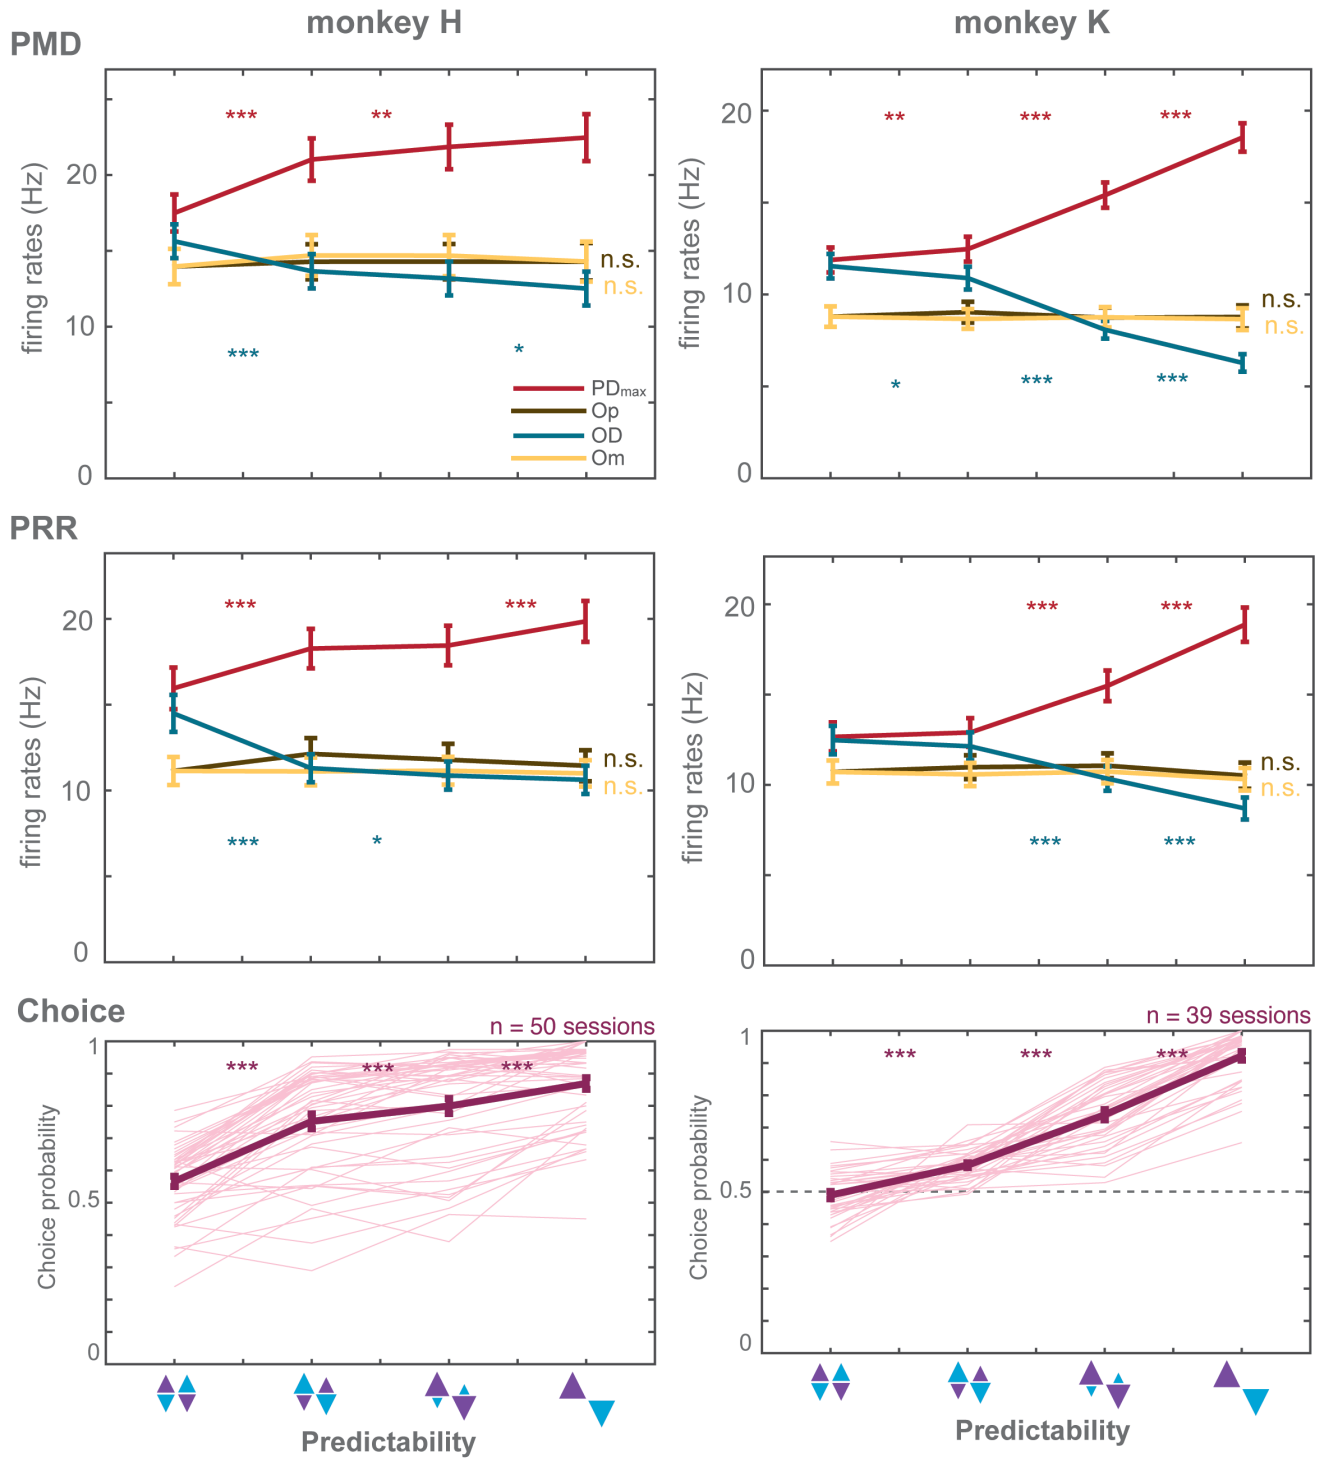 monkey H
monkey K
PMD
*** **
** *** ***
firing rates (Hz)
20
10
0
n.s.
n.s.
*** *
PDmax
Op
OD
Om
firing rates (Hz)
20
10
0
n.s.
n.s.
* *** ***
PRR
*** ***
*** ***
firing rates (Hz)
20
10
0
n.s.
n.s.
*** *
firing rates (Hz)
20
10
0
n.s.
n.s.
*** ***
Choice
n = 50 sessions
n = 39 sessions
*** *** ***
*** *** ***
Choice probability
1
0.5
0
Choice probability
1
0.5
0
Predictability
Predictability